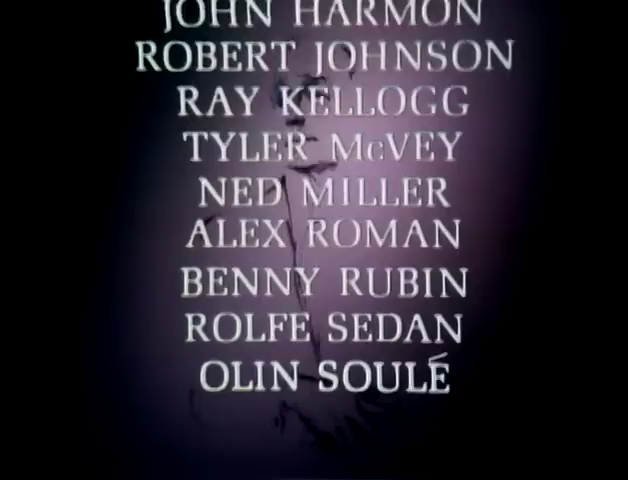 JOHN HARMON
ROBERT JOHNSON
RAY KELLOGG
TYLER McVEY
NED MILLER
ALEX ROMAN
BENNY RUBIN
ROLFE SEDAN
OLIN SOULÉ